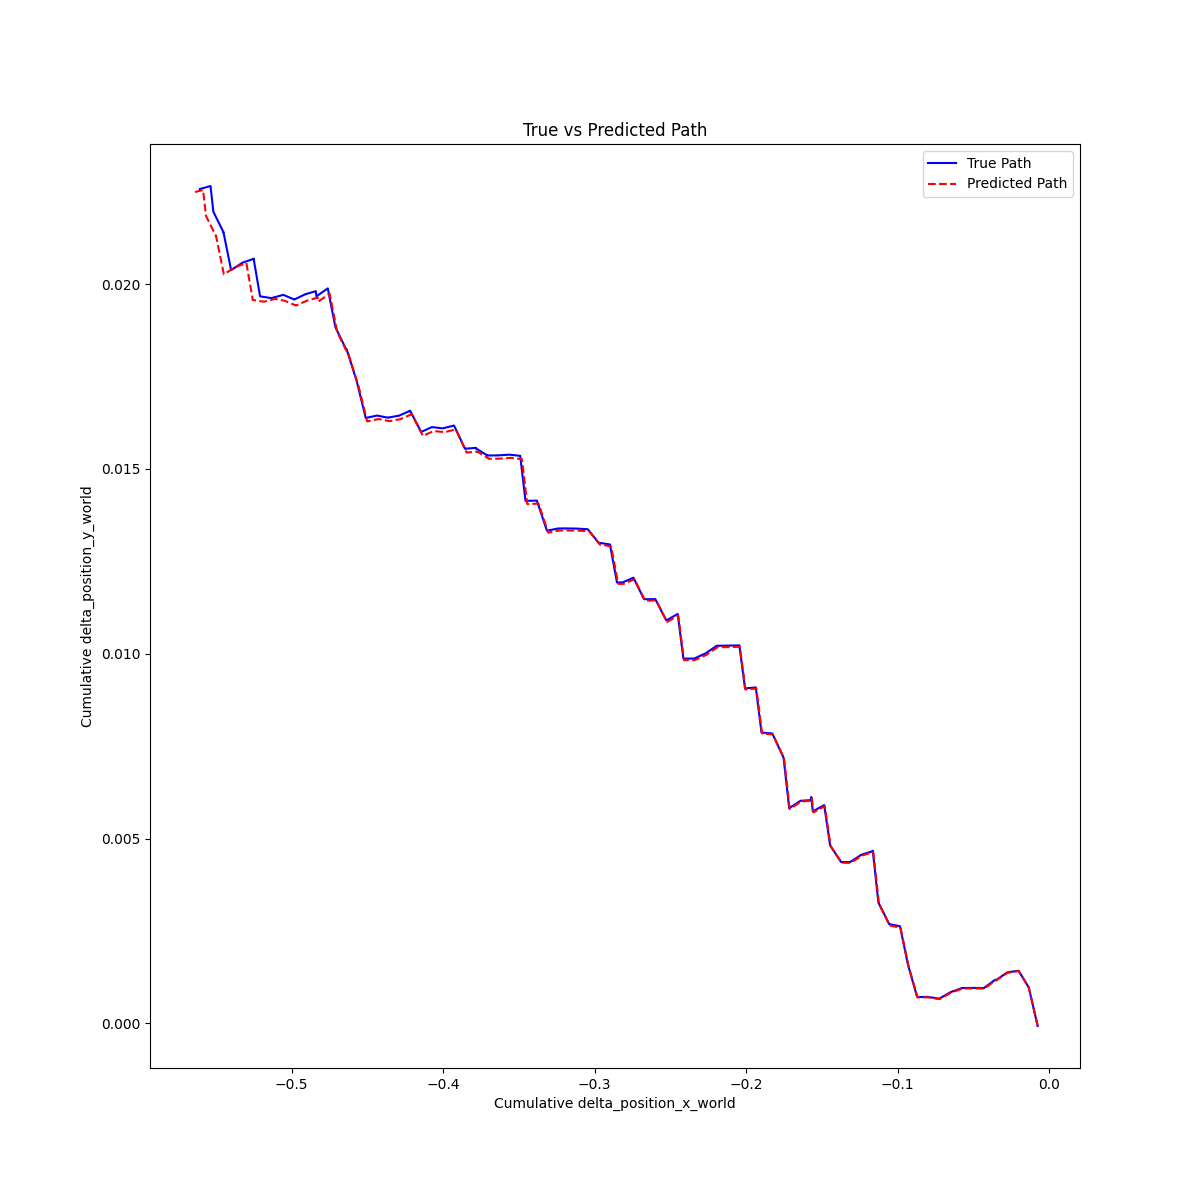 True vs Predicted Path
True Path
Predicted Path
0.020
0.015
0.010
0.005
0.000
Cumulative delta_position_y_world
−0.5 −0.4 −0.3 −0.2 −0.1 0.0
Cumulative delta_position_x_world